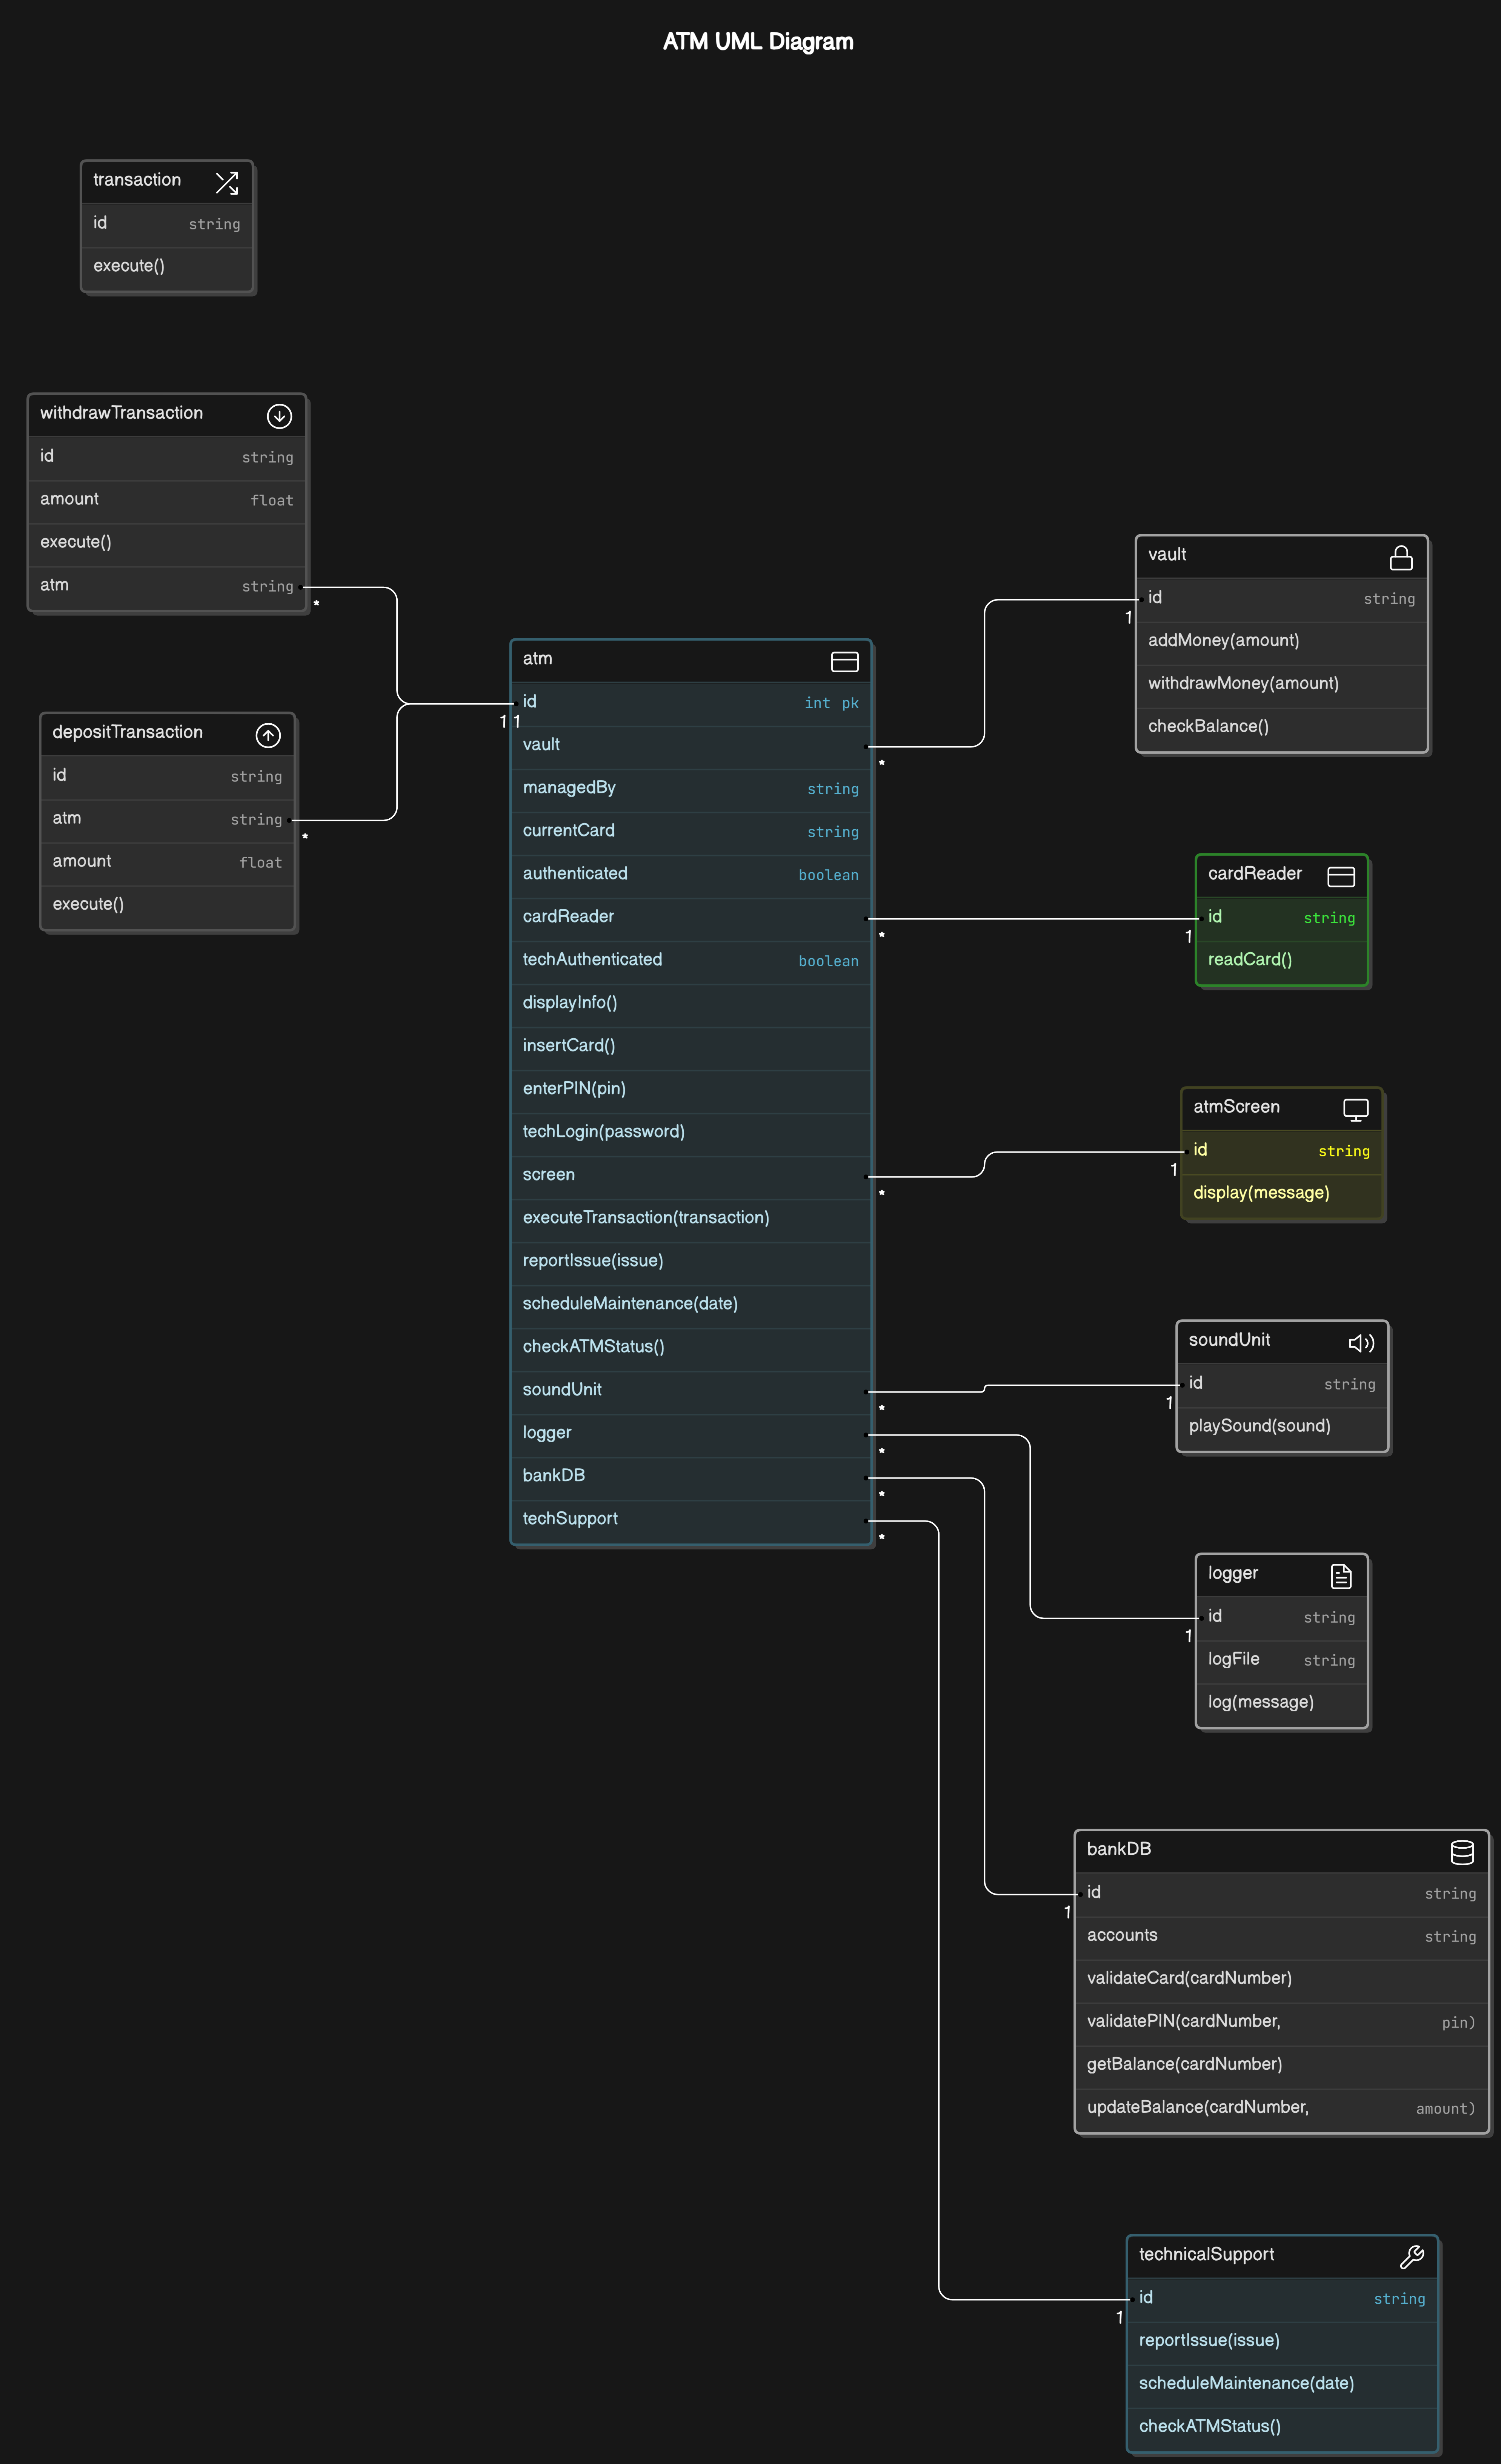 ATM UML Diagram
transaction
id string
execute()
withdrawTransaction
id string
amount float
execute()
atm string
*
depositTransaction
id string
atm string
*
amount float
execute()
atm
id int pk
1 1
vault
*
managedBy string
currentCard string
authenticated boolean
cardReader
*
techAuthenticated boolean
displayInfo()
insertCard()
enterPIN(pin)
techLogin(password)
screen
*
executeTransaction(transaction)
reportIssue(issue)
scheduleMaintenance(date)
checkATMStatus()
soundUnit
*
logger
*
bankDB
*
techSupport
*
vault
id string
1
addMoney(amount)
withdrawMoney(amount)
checkBalance()
cardReader
id string
1
readCard()
atmScreen
id string
1
display(message)
soundUnit
id string
1
playSound(sound)
logger
id string
1
logFile string
log(message)
bankDB
id string
1
accounts string
validateCard(cardNumber)
validatePIN(cardNumber, pin)
getBalance(cardNumber)
updateBalance(cardNumber, amount)
technicalSupport
id string
1
reportIssue(issue)
scheduleMaintenance(date)
checkATMStatus()